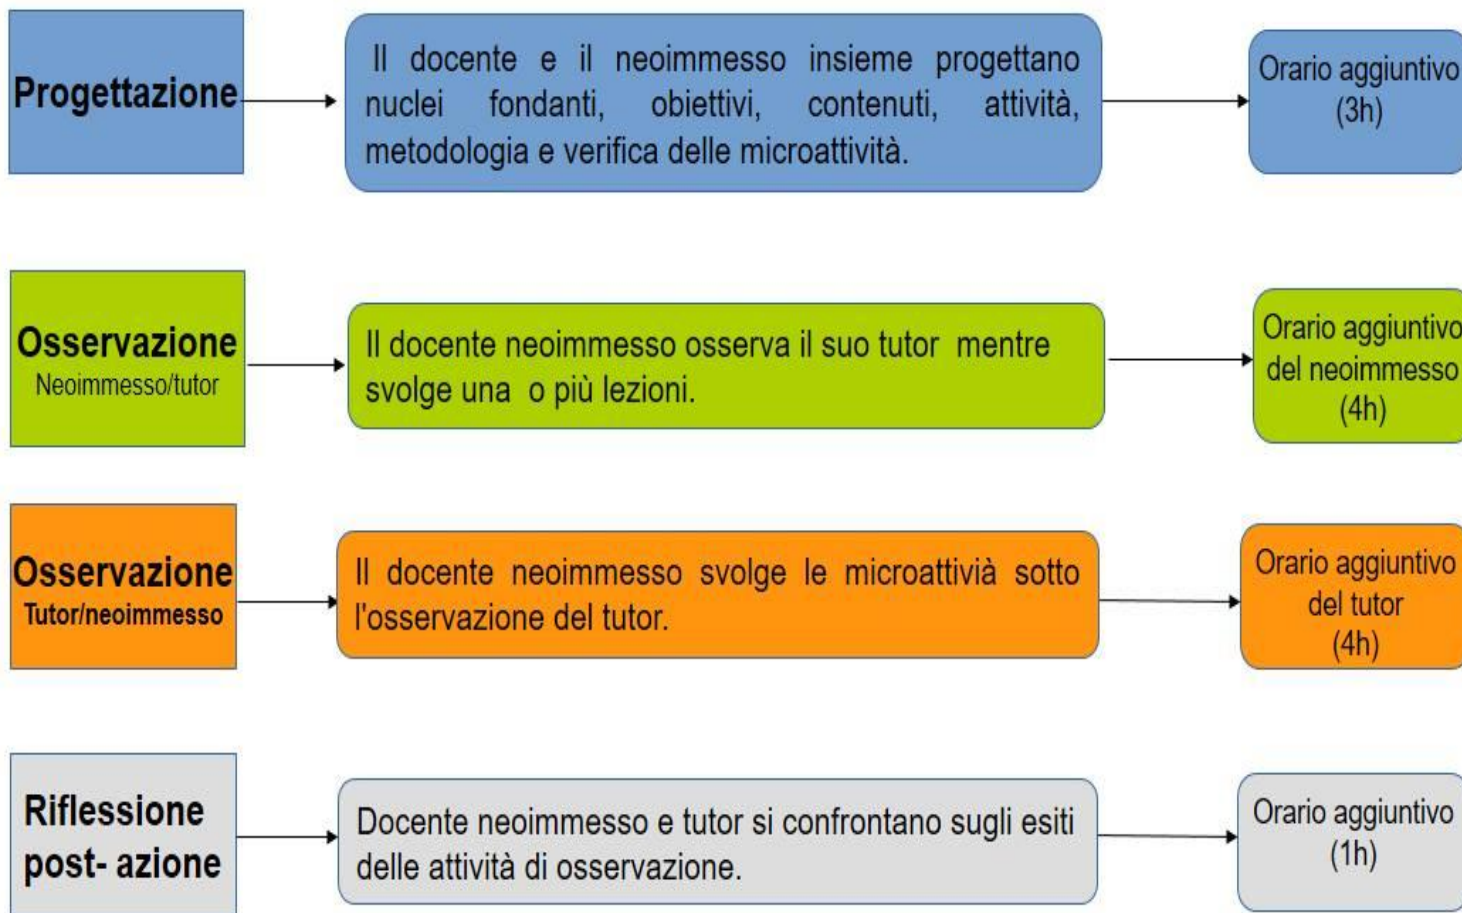 Progettazione
Il docente e il neoimmesso insieme progettano
nuclei fondanti, obiettivi, contenuti, attività,
metodologia e verifica delle microattività.
Orario aggiuntivo
(3h)
Osservazione
Neoimmesso/tutor
Il docente neoimmesso osserva il suo tutor mentre
svolge una o più lezioni.
Orario aggiuntivo
del neoimmesso
(4h)
Osservazione
Tutor/neoimmesso
Il docente neoimmesso svolge le microattivià sotto
l'osservazione del tutor.
Orario aggiuntivo
del tutor
(4h)
Riflessione
post- azione
Docente neoimmesso e tutor si confrontano sugli esiti
delle attività di osservazione.
Orario aggiuntivo
(1h)